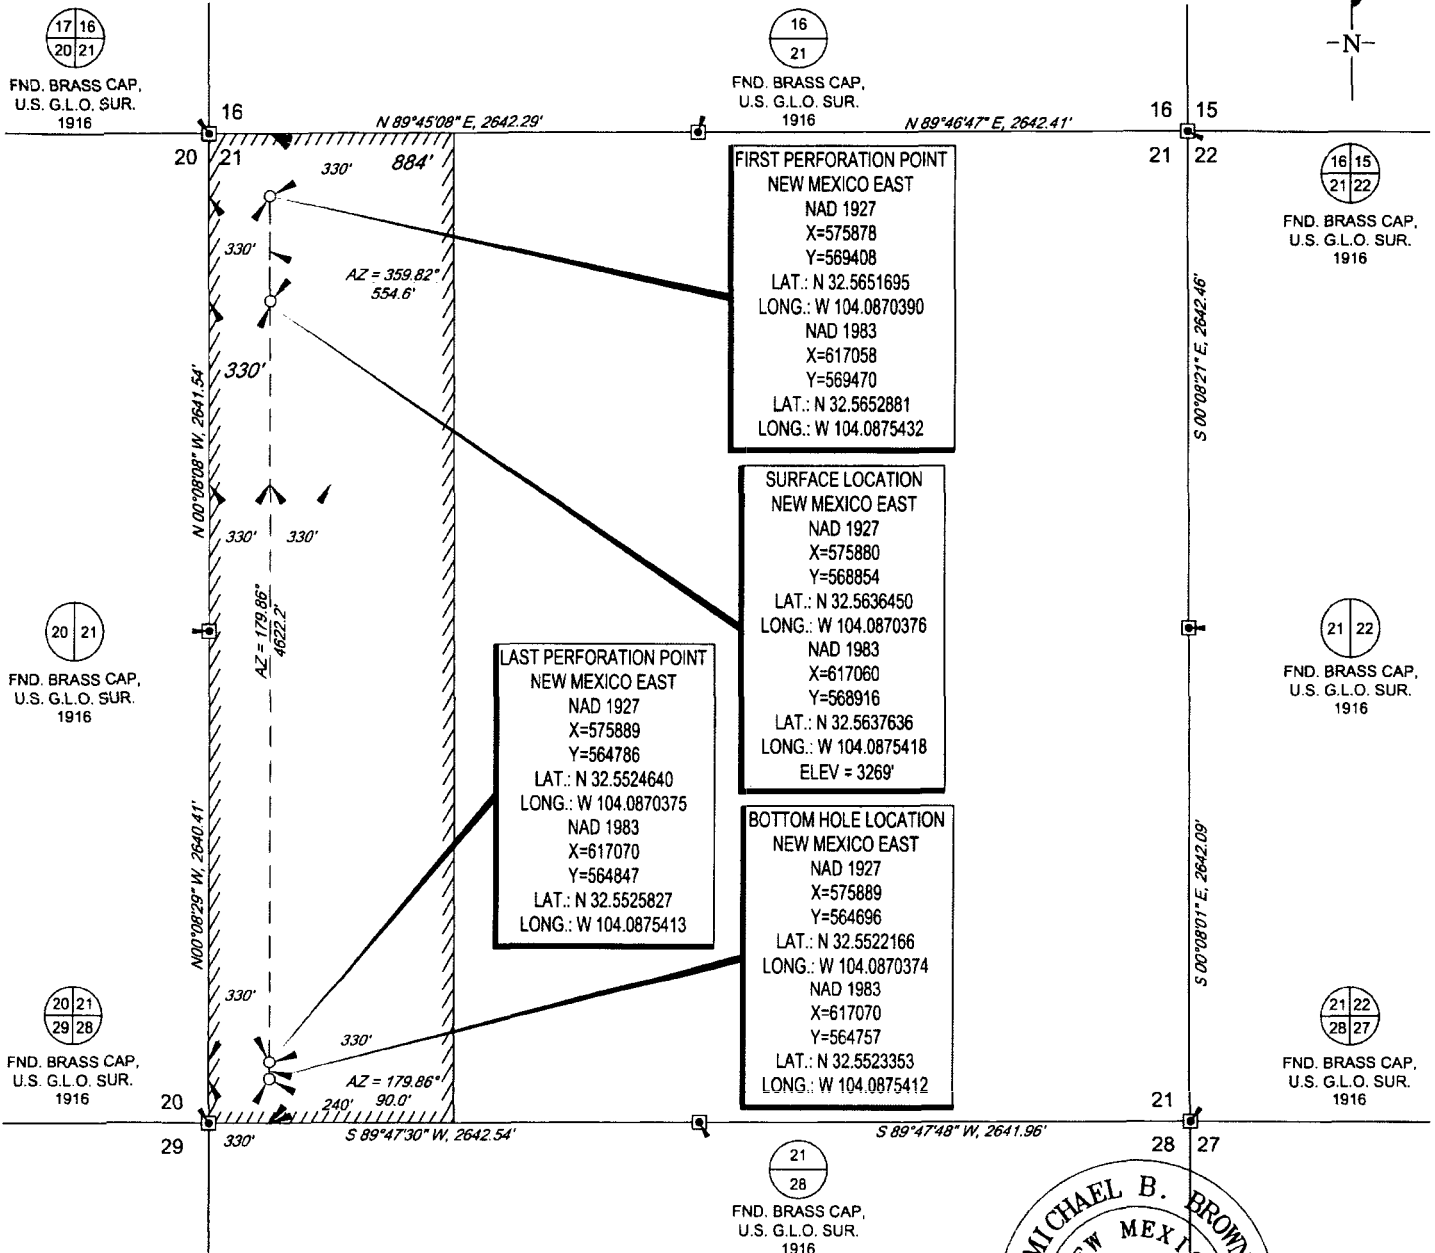 17 16
20 21
FND. BRASS CAP,
U.S. G.L.O. SUR.
1916
16
21
FND. BRASS CAP,
U.S. G.L.O. SUR.
1916
-N-
16
N 89°45'08" E, 2642.29'
N 89°46'47" E, 2642.41'
16 15
20 21
21 22
16 15
21 22
FND. BRASS CAP,
U.S. G.L.O. SUR.
1916
330'
884'
330'
AZ = 359.82°
554.6'
330'
N 00°08'08" W, 2641.54'
330'
330'
AZ = 179.86°
4622.2'
FIRST PERFORATION POINT
NEW MEXICO EAST
NAD 1927
X=575878
Y=569408
LAT.: N 32.5651695
LONG.: W 104.0870390
NAD 1983
X=617058
Y=569470
LAT.: N 32.5652881
LONG.: W 104.0875432
S 00°08'21" E, 2642.46'
SURFACE LOCATION
NEW MEXICO EAST
NAD 1927
X=575880
Y=568854
LAT.: N 32.5636450
LONG.: W 104.0870376
NAD 1983
X=617060
Y=568916
LAT.: N 32.5637636
LONG.: W 104.0875418
ELEV = 3269'
20 21
FND. BRASS CAP,
U.S. G.L.O. SUR.
1916
21 22
FND. BRASS CAP,
U.S. G.L.O. SUR.
1916
LAST PERFORATION POINT
NEW MEXICO EAST
NAD 1927
X=575889
Y=564786
LAT.: N 32.5524640
LONG.: W 104.0870375
NAD 1983
X=617070
Y=564847
LAT.: N 32.5525827
LONG.: W 104.0875413
BOTTOM HOLE LOCATION
NEW MEXICO EAST
NAD 1927
X=575889
Y=564696
LAT.: N 32.5522166
LONG.: W 104.0870374
NAD 1983
X=617070
Y=564757
LAT.: N 32.5523353
LONG.: W 104.0875412
N00°08'29" W, 2640.41'
S 00°08'01" E, 2642.09'
20 21
29 28
FND. BRASS CAP,
U.S. G.L.O. SUR.
1916
330'
330'
AZ = 179.86°
90.0'
240'
21 22
28 27
FND. BRASS CAP,
U.S. G.L.O. SUR.
1916
20
29
330'
S 89°47'30" W, 2642.54'
S 89°47'48" W, 2641.96'
21
28 27
21
28
FND. BRASS CAP,
U.S. G.L.O. SUR.
1916
MICHAEL B. BROWN
EW MEXIC